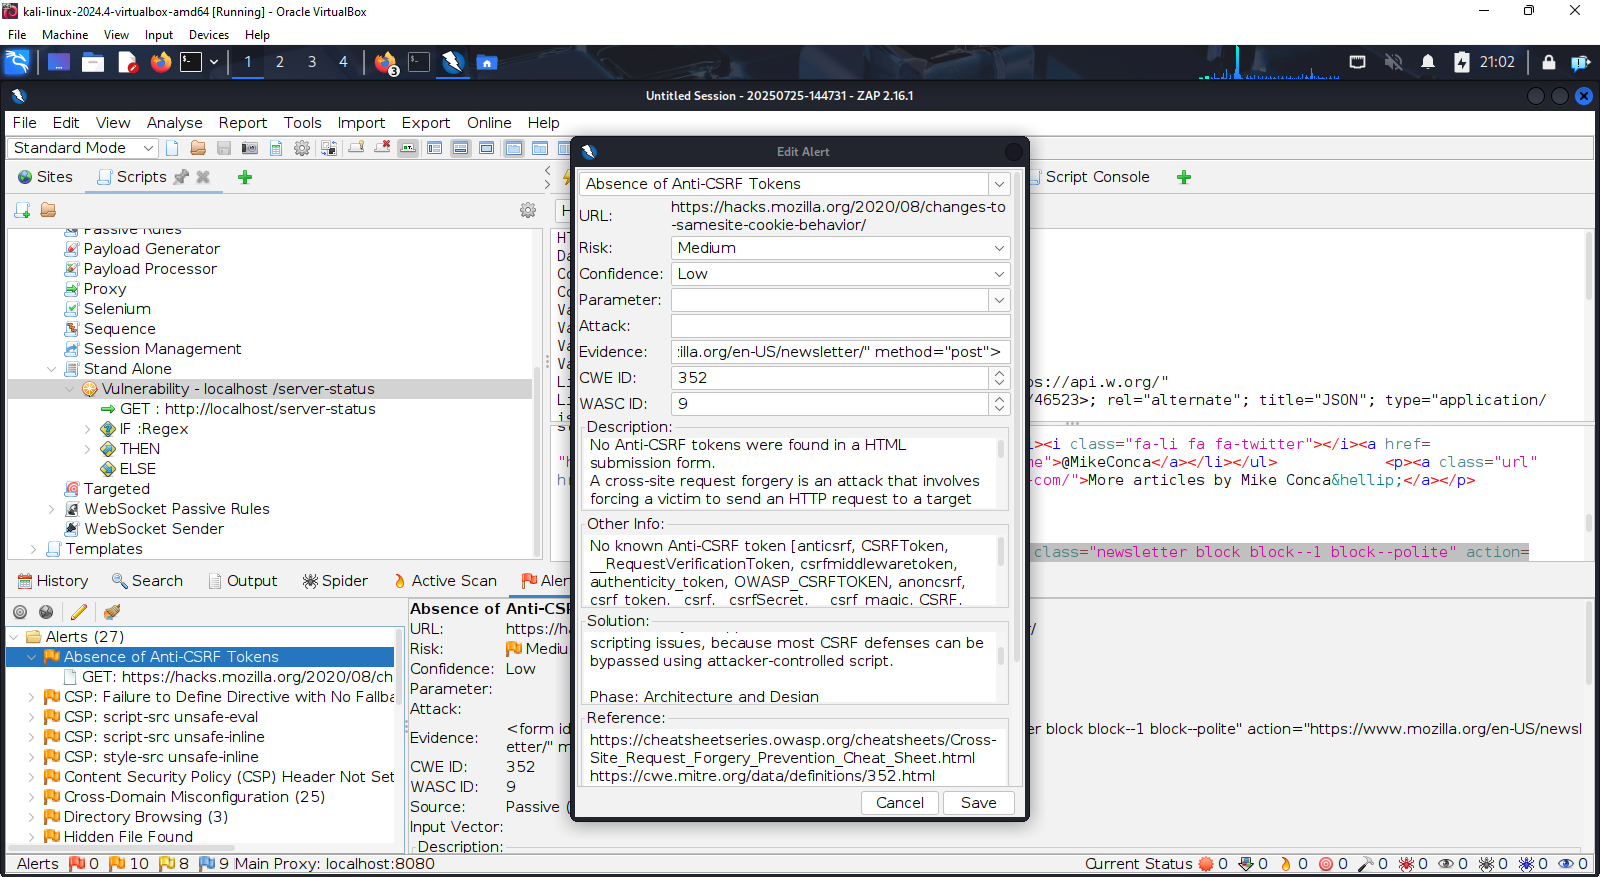 kali-linux-2024.4-virtualbox-amd64 [Running] - Oracle VirtualBox
File Machine View Input Devices Help
1 2 3 4 3 21:02
Untitled Session - 20250725-144731 - ZAP 2.16.1
File Edit View Analyse Report Tools Import Export Online Help
Standard Mode
Sites Scripts
Script Console
Passive Rules
Payload Generator
Payload Processor
Proxy
Selenium
Sequence
Session Management
Stand Alone
Vulnerability - localhost /server-status
GET : http://localhost/server-status
IF :Regex
THEN
ELSE
Targeted
WebSocket Passive Rules
WebSocket Sender
Templates
Edit Alert
Absence of Anti-CSRF Tokens
URL: https://hacks.mozilla.org/2020/08/changes-to
-samesite-cookie-behavior/
Risk: Medium
Confidence: Low
Parameter:
Attack:
Evidence: illa.org/en-US/newsletter/" method="post">
CWE ID: 352
WASC ID: 9
Description:
No Anti-CSRF tokens were found in a HTML
submission form.
A cross-site request forgery is an attack that involves
forcing a victim to send an HTTP request to a target
Other Info:
No known Anti-CSRF token [anticsrf, CSRFToken,
__RequestVerificationToken, csrfmiddlewaretoken,
authenticity_token, OWASP_CSRFTOKEN, anoncsrf,
csrf_token, _csrf, _csrfSecret, __csrf_magic, CSRF,
Solution:
scripting issues, because most CSRF defenses can be
bypassed using attacker-controlled script.
Phase: Architecture and Design
Reference:
https://cheatsheetseries.owasp.org/cheatsheets/Cross-
Site_Request_Forgery_Prevention_Cheat_Sheet.html
https://cwe.mitre.org/data/definitions/352.html
Cancel Save
s://api.w.org/"
/46523>; rel="alternate"; title="JSON"; type="application/
><i class="fa-li fa fa-twitter"></i><a href=
me">@MikeConca</a></li></ul> <p><a class="url"
-com/">More articles by Mike Conca&hellip;</a></p>
class="newsletter block block--1 block--polite" action=
History Search Output Spider Active Scan Aler
Alerts (27)
Absence of Anti-CSRF Tokens
GET: https://hacks.mozilla.org/2020/08/ch
CSP: Failure to Define Directive with No Fallba
CSP: script-src unsafe-eval
CSP: script-src unsafe-inline
CSP: style-src unsafe-inline
Content Security Policy (CSP) Header Not Set
Cross-Domain Misconfiguration (25)
Directory Browsing (3)
Hidden File Found
Absence of Anti-CSF
URL: https://ha
Risk: Mediu
Confidence: Low
Parameter:
Attack:
Evidence: <form id er block block--1 block--polite" action="https://www.mozilla.org/en-US/newsl
etter/" m
CWE ID: 352
WASC ID: 9
Source: Passive (
Input Vector:
Description:
Alerts 0 10 8 9 Main Proxy: localhost:8080
Current Status 0 0 0 0 0 0 0 0 0 0